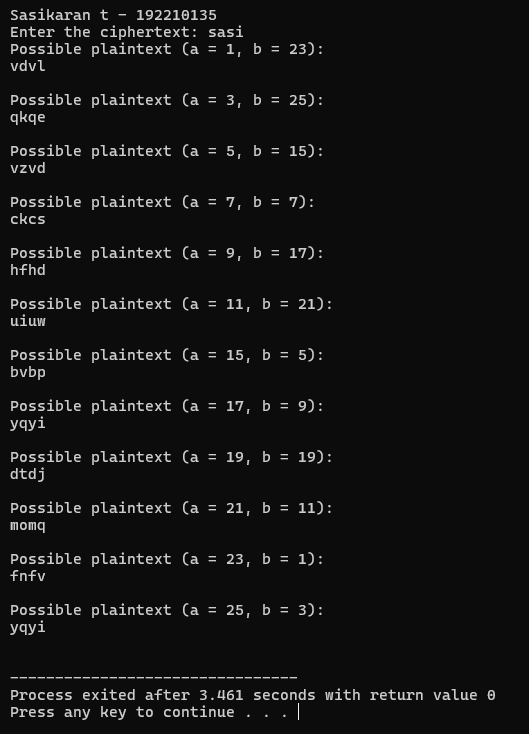 Sasikaran t - 192210135
Enter the ciphertext: sasi
Possible plaintext (a = 1, b = 23):
vdvl
Possible plaintext (a = 3, b = 25):
qkqe
Possible plaintext (a = 5, b = 15):
vzvd
Possible plaintext (a = 7, b = 7):
ckcs
Possible plaintext (a = 9, b = 17):
hfhd
Possible plaintext (a = 11, b = 21):
uiuw
Possible plaintext (a = 15, b = 5):
bvbp
Possible plaintext (a = 17, b = 9):
yqyi
Possible plaintext (a = 19, b = 19):
dtdj
Possible plaintext (a = 21, b = 11):
momq
Possible plaintext (a = 23, b = 1):
fnfv
Possible plaintext (a = 25, b = 3):
yqyi
--------------------------------
Process exited after 3.461 seconds with return value 0
Press any key to continue . . .